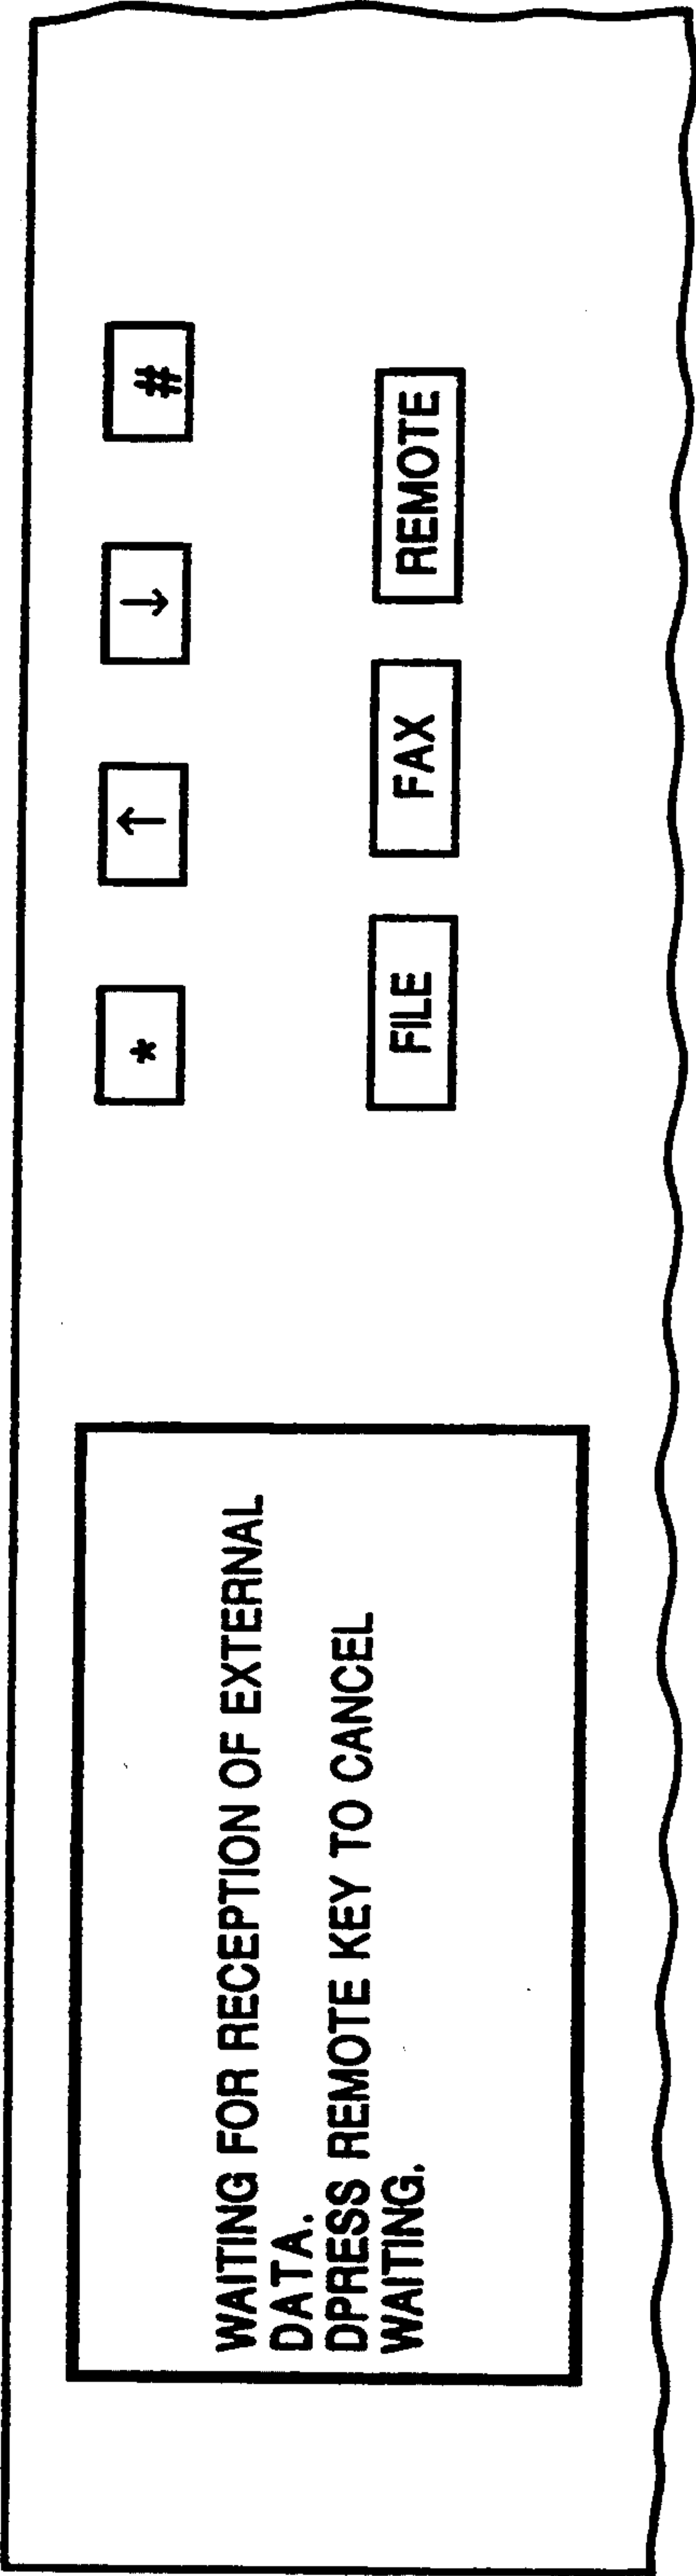 WAITING FOR RECEPTION OF EXTERNAL
DATA.
DPRESS REMOTE KEY TO CANCEL
WAITING.
* ↑ ↓ #
FILE FAX REMOTE